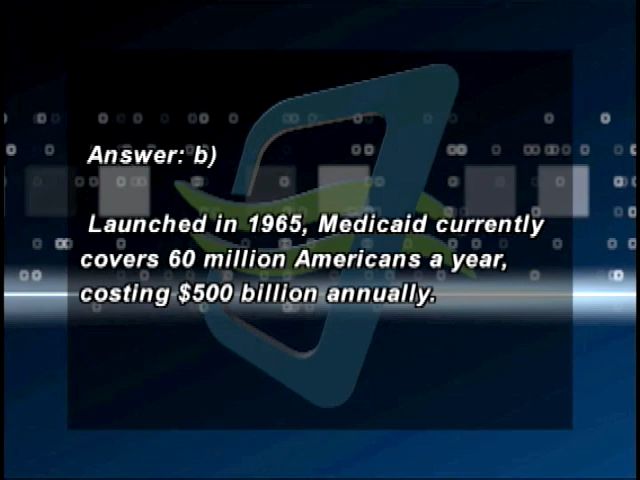 Answer: b)
Launched in 1965, Medicaid currently
covers 60 million Americans a year,
costing $500 billion annually.